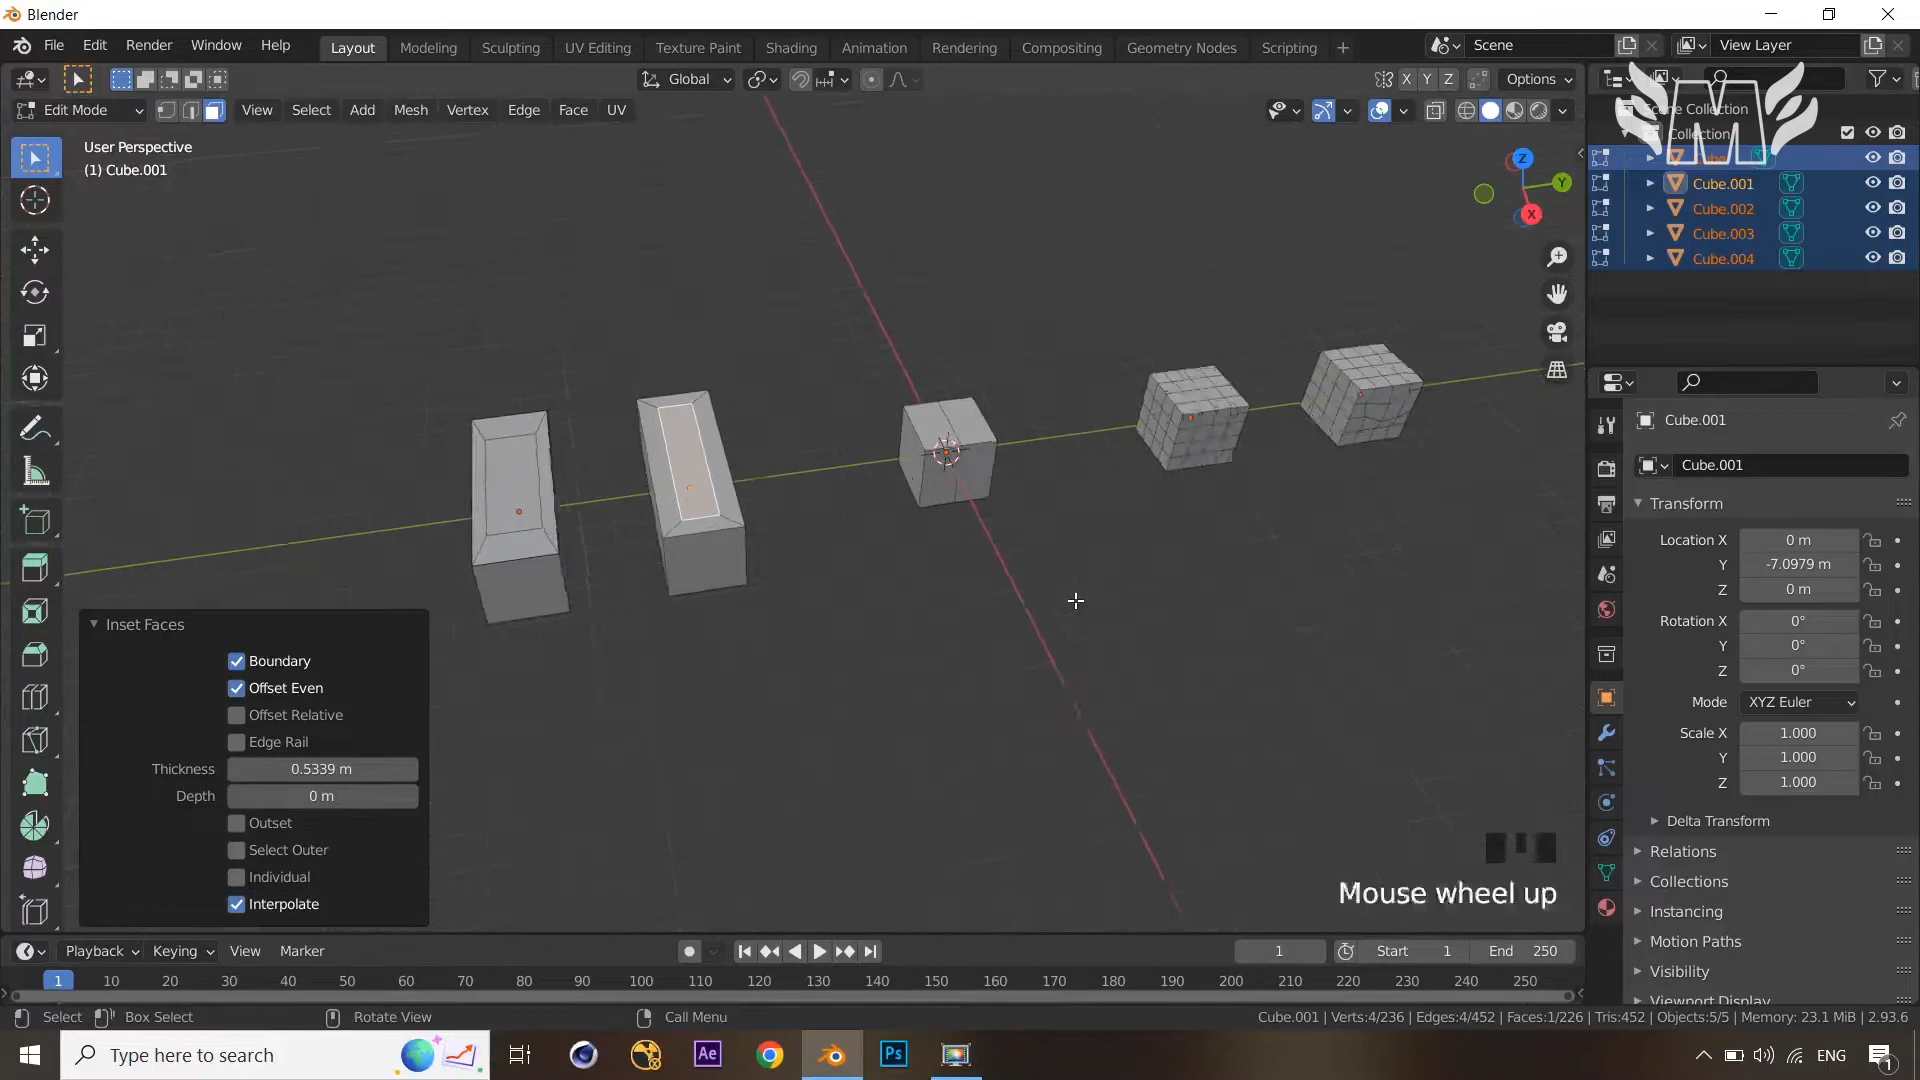 Blender
File Edit Render Window Help Layout Modeling Sculpting UV Editing Texture Paint Shading Animation Rendering Compositing Geometry Nodes Scripting Scene View Layer
Global X Y Z Options
Edit Mode View Select Add Mesh Vertex Edge Face UV
Scene Collection
Collection
User Perspective
(1) Cube.001
Cube
Cube.001
Cube.002
Cube.003
Cube.004
Z
Y
X
Cube.001
Cube.001
Transform
Location X 0 m
Y -7.0979 m
Z 0 m
Rotation X 0°
Y 0°
Z 0°
Mode XYZ Euler
Scale X 1.000
Y 1.000
Z 1.000
Delta Transform
Relations
Collections
Instancing
Motion Paths
Visibility
Viewport Display
Inset Faces
Boundary
Offset Even
Offset Relative
Edge Rail
Thickness 0.5339 m
Depth 0 m
Outset
Select Outer
Individual
Interpolate
Mouse wheel up
Playback Keying View Marker 1 Start 1 End 250
1 10 20 30 40 50 60 70 80 90 100 110 120 130 140 150 160 170 180 190 200 210 220 230 240 250
Select Box Select Rotate View Call Menu Cube.001 | Verts:4/236 | Edges:4/452 | Faces:1/226 | Tris:452 | Objects:5/5 | Memory: 23.1 MiB | 2.93.6
Type here to search Ae Ps ENG 1